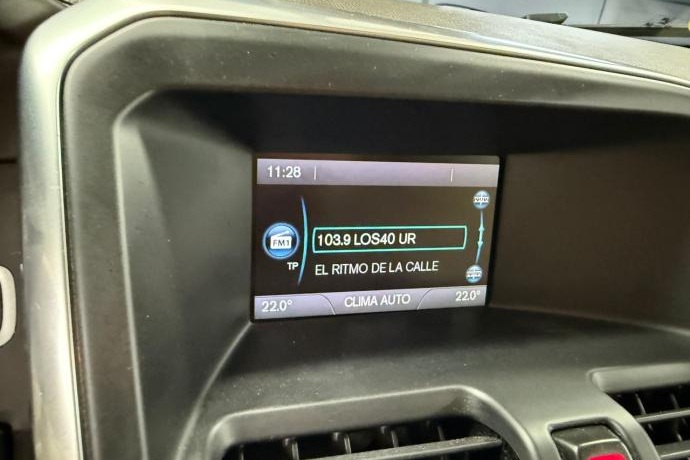 11:28
FM1
103.9 LOS40 UR
TP
EL RITMO DE LA CALLE
22.0° CLIMA AUTO 22.0°